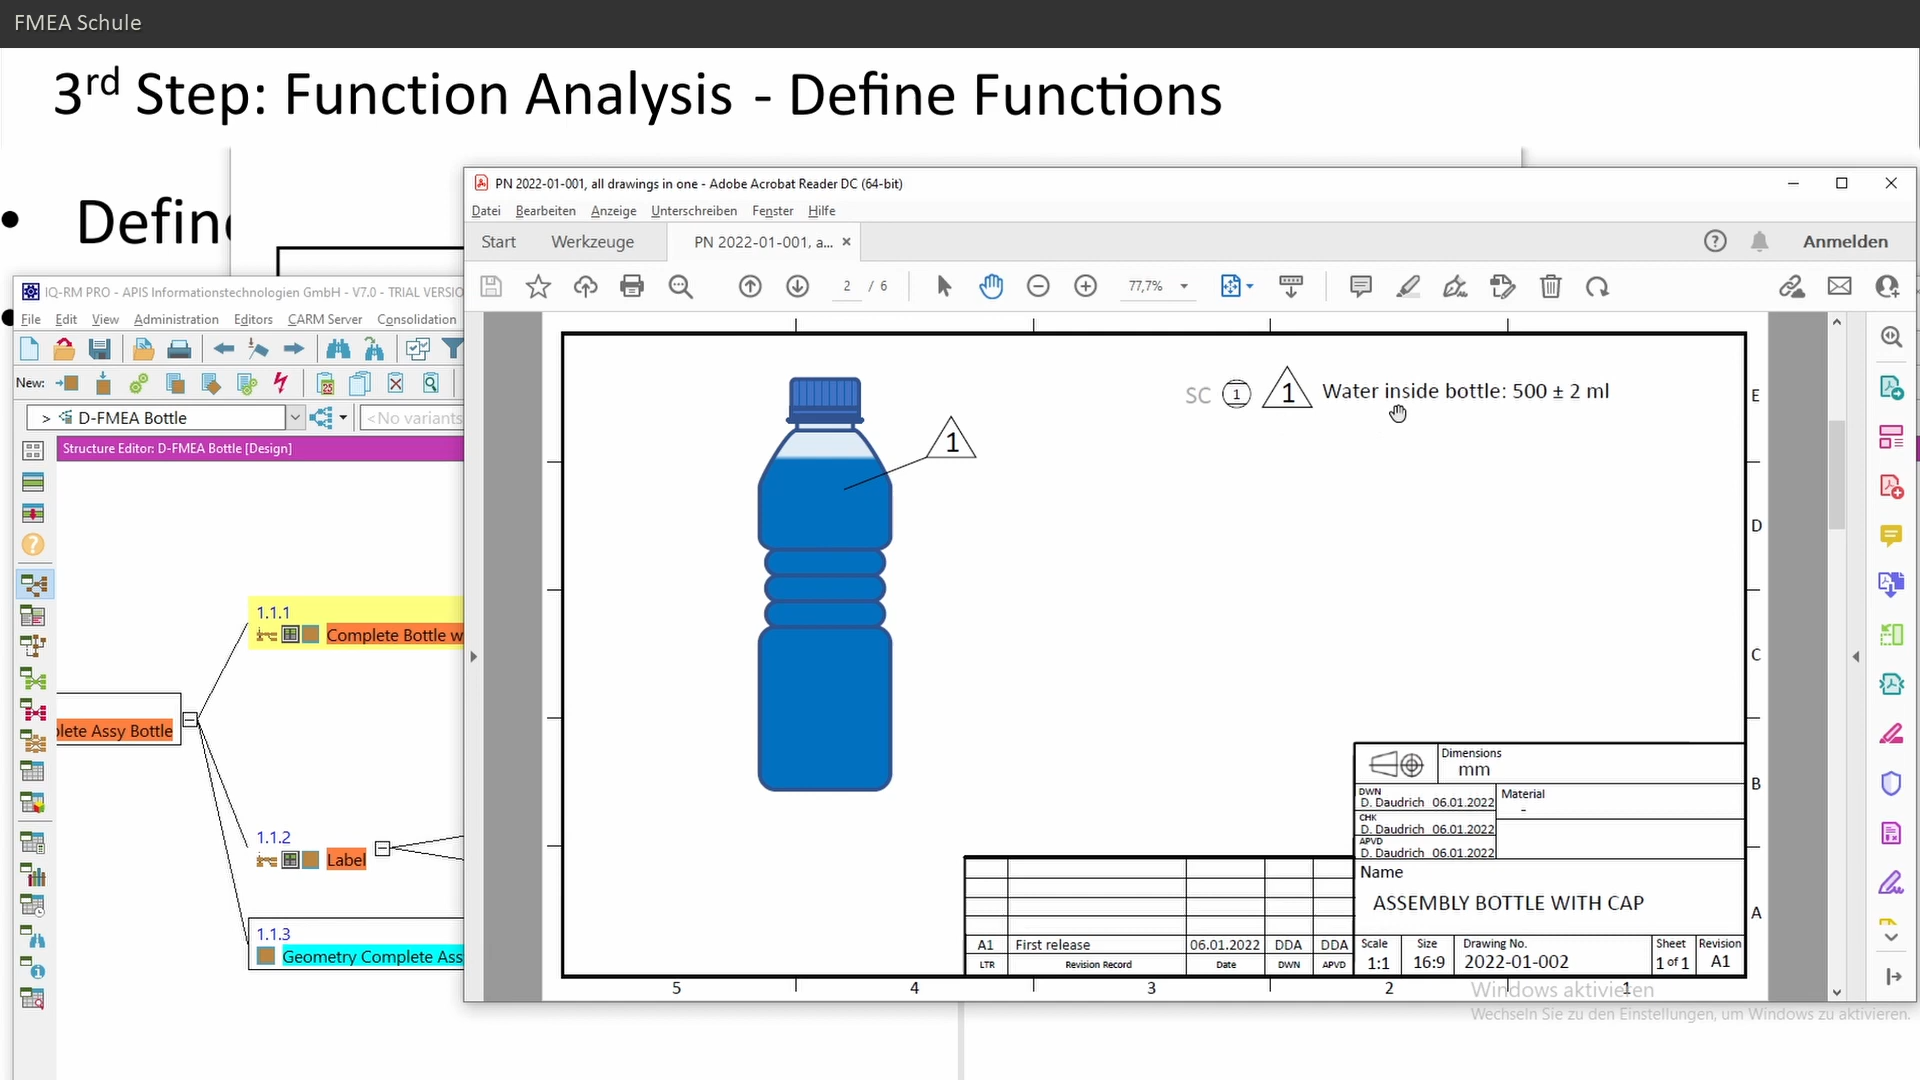 FMEA Schule
3rd Step: Function Analysis - Define Functions
• Define
PN 2022-01-001, all drawings in one - Adobe Acrobat Reader DC (64-bit)
Datei Bearbeiten Anzeige Unterschreiben Fenster Hilfe
Start Werkzeuge PN 2022-01-001, a... Anmelden
2 / 6 77,7%
IQ-RM PRO - APIS Informationstechnologien GmbH - V7.0 - TRIAL VERSIO
File Edit View Administration Editors CARM Server Consolidation
New:
> D-FMEA Bottle <No variants
Structure Editor: D-FMEA Bottle [Design]
1.1.1
Complete Bottle w
plete Assy Bottle
1.1.2
Label
1.1.3
Geometry Complete Ass
SC 1 1 Water inside bottle: 500 ± 2 ml
1
E
D
C
B
A
Dimensions
mm
DWN
D. Daudrich 06.01.2022
Material
-
CHK
D. Daudrich 06.01.2022
APVD
D. Daudrich 06.01.2022
Name
ASSEMBLY BOTTLE WITH CAP
A1 First release 06.01.2022 DDA DDA
LTR Revision Record Date DWN APVD
Scale Size Drawing No. Sheet Revision
1:1 16:9 2022-01-002 1 of 1 A1
5 4 3 2 1
Windows aktivieren
Wechseln Sie zu den Einstellungen, um Windows zu aktivieren.